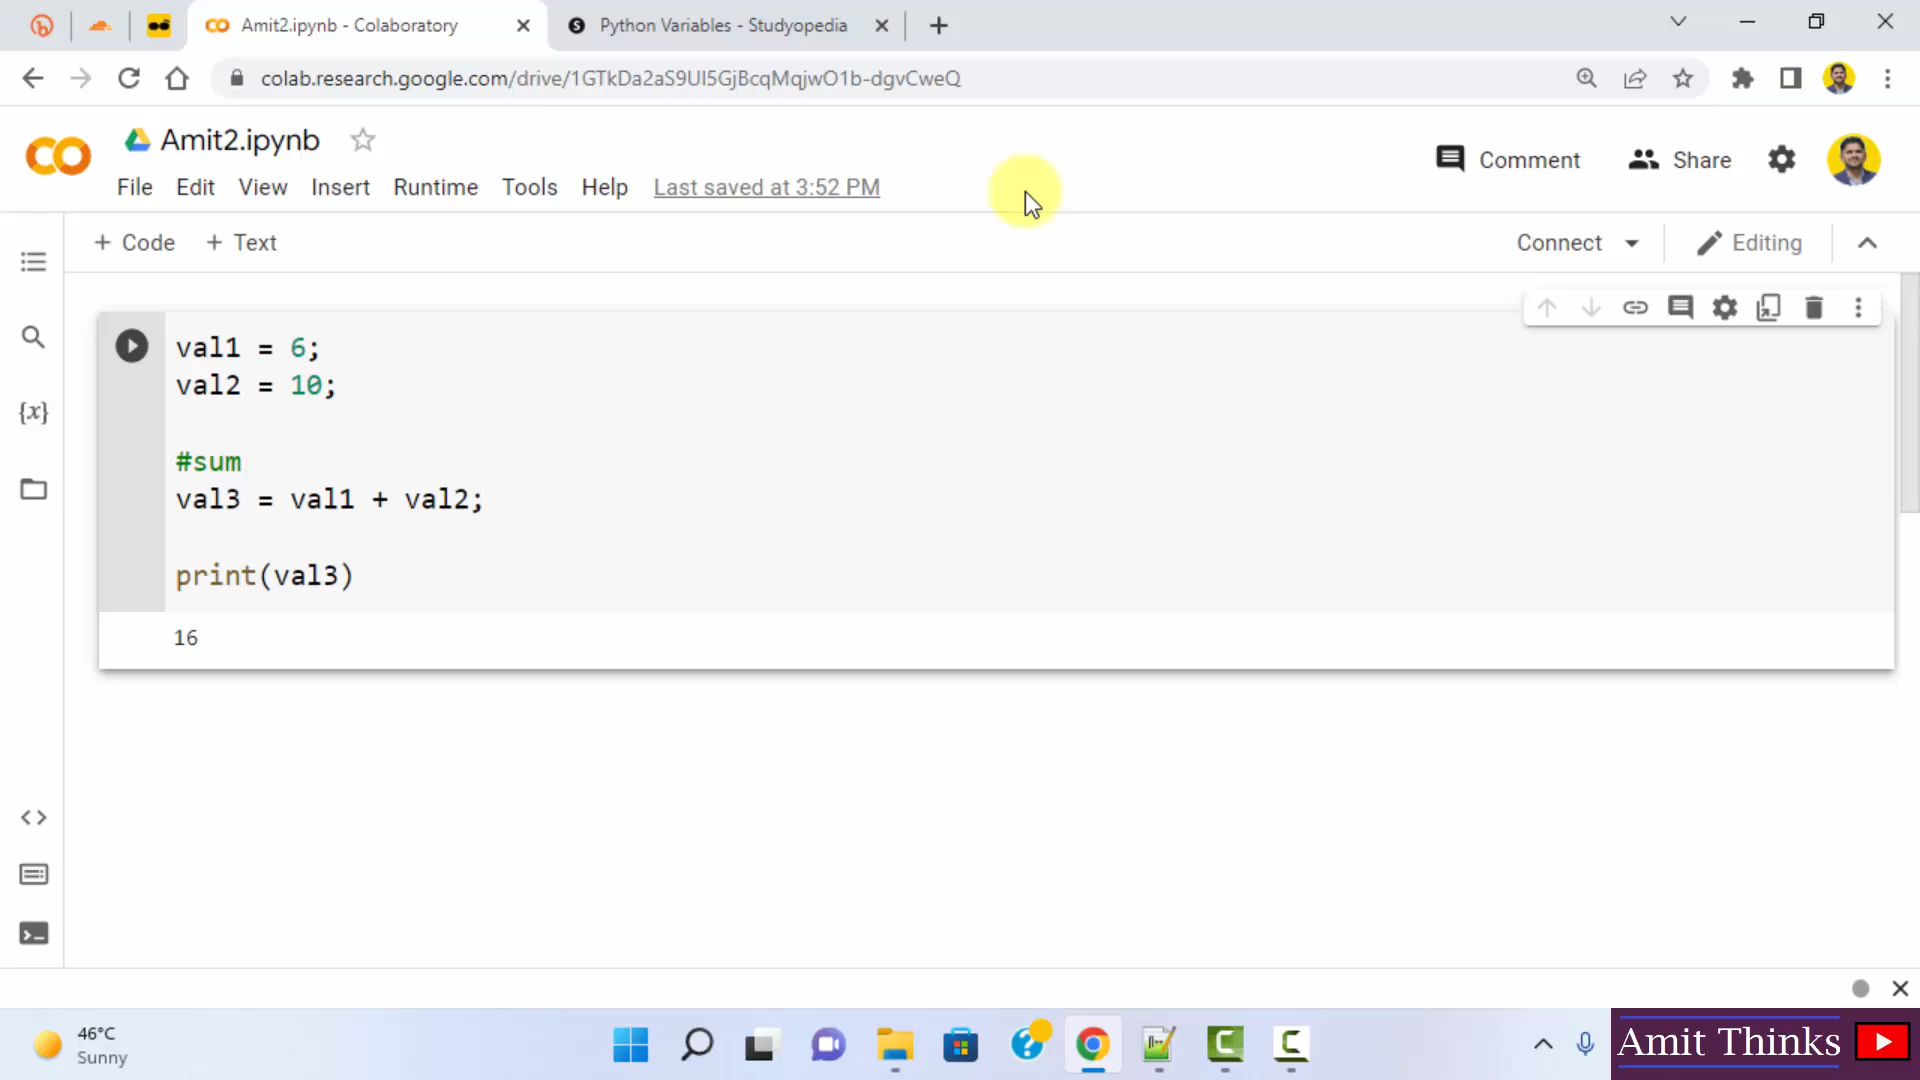 Amit2.ipynb - Colaboratory
Python Variables - Studyopedia
colab.research.google.com/drive/1GTkDa2aS9UI5GjBcqMqjwO1b-dgvCweQ
Amit2.ipynb
Comment
Share
File Edit View Insert Runtime Tools Help Last saved at 3:52 PM
+ Code + Text
Connect
Editing
{x}
val1 = 6;
val2 = 10;
#sum
val3 = val1 + val2;
print(val3)
16
46°C
Sunny
Amit Thinks